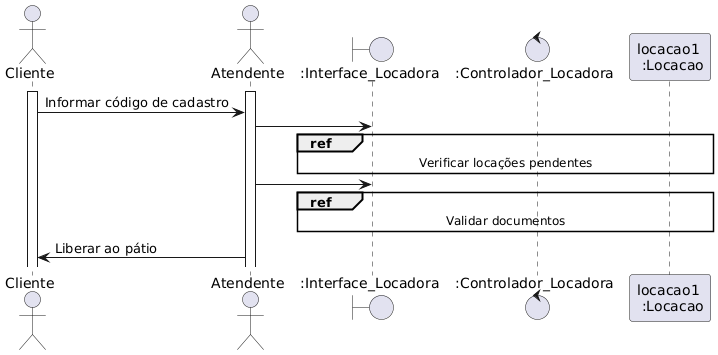 Cliente
Atendente
:Interface_Locadora
:Controlador_Locadora
locacao1
:Locacao
Informar código de cadastro
ref
Verificar locações pendentes
ref
Validar documentos
Liberar ao pátio
Cliente
Atendente
:Interface_Locadora
:Controlador_Locadora
locacao1
:Locacao